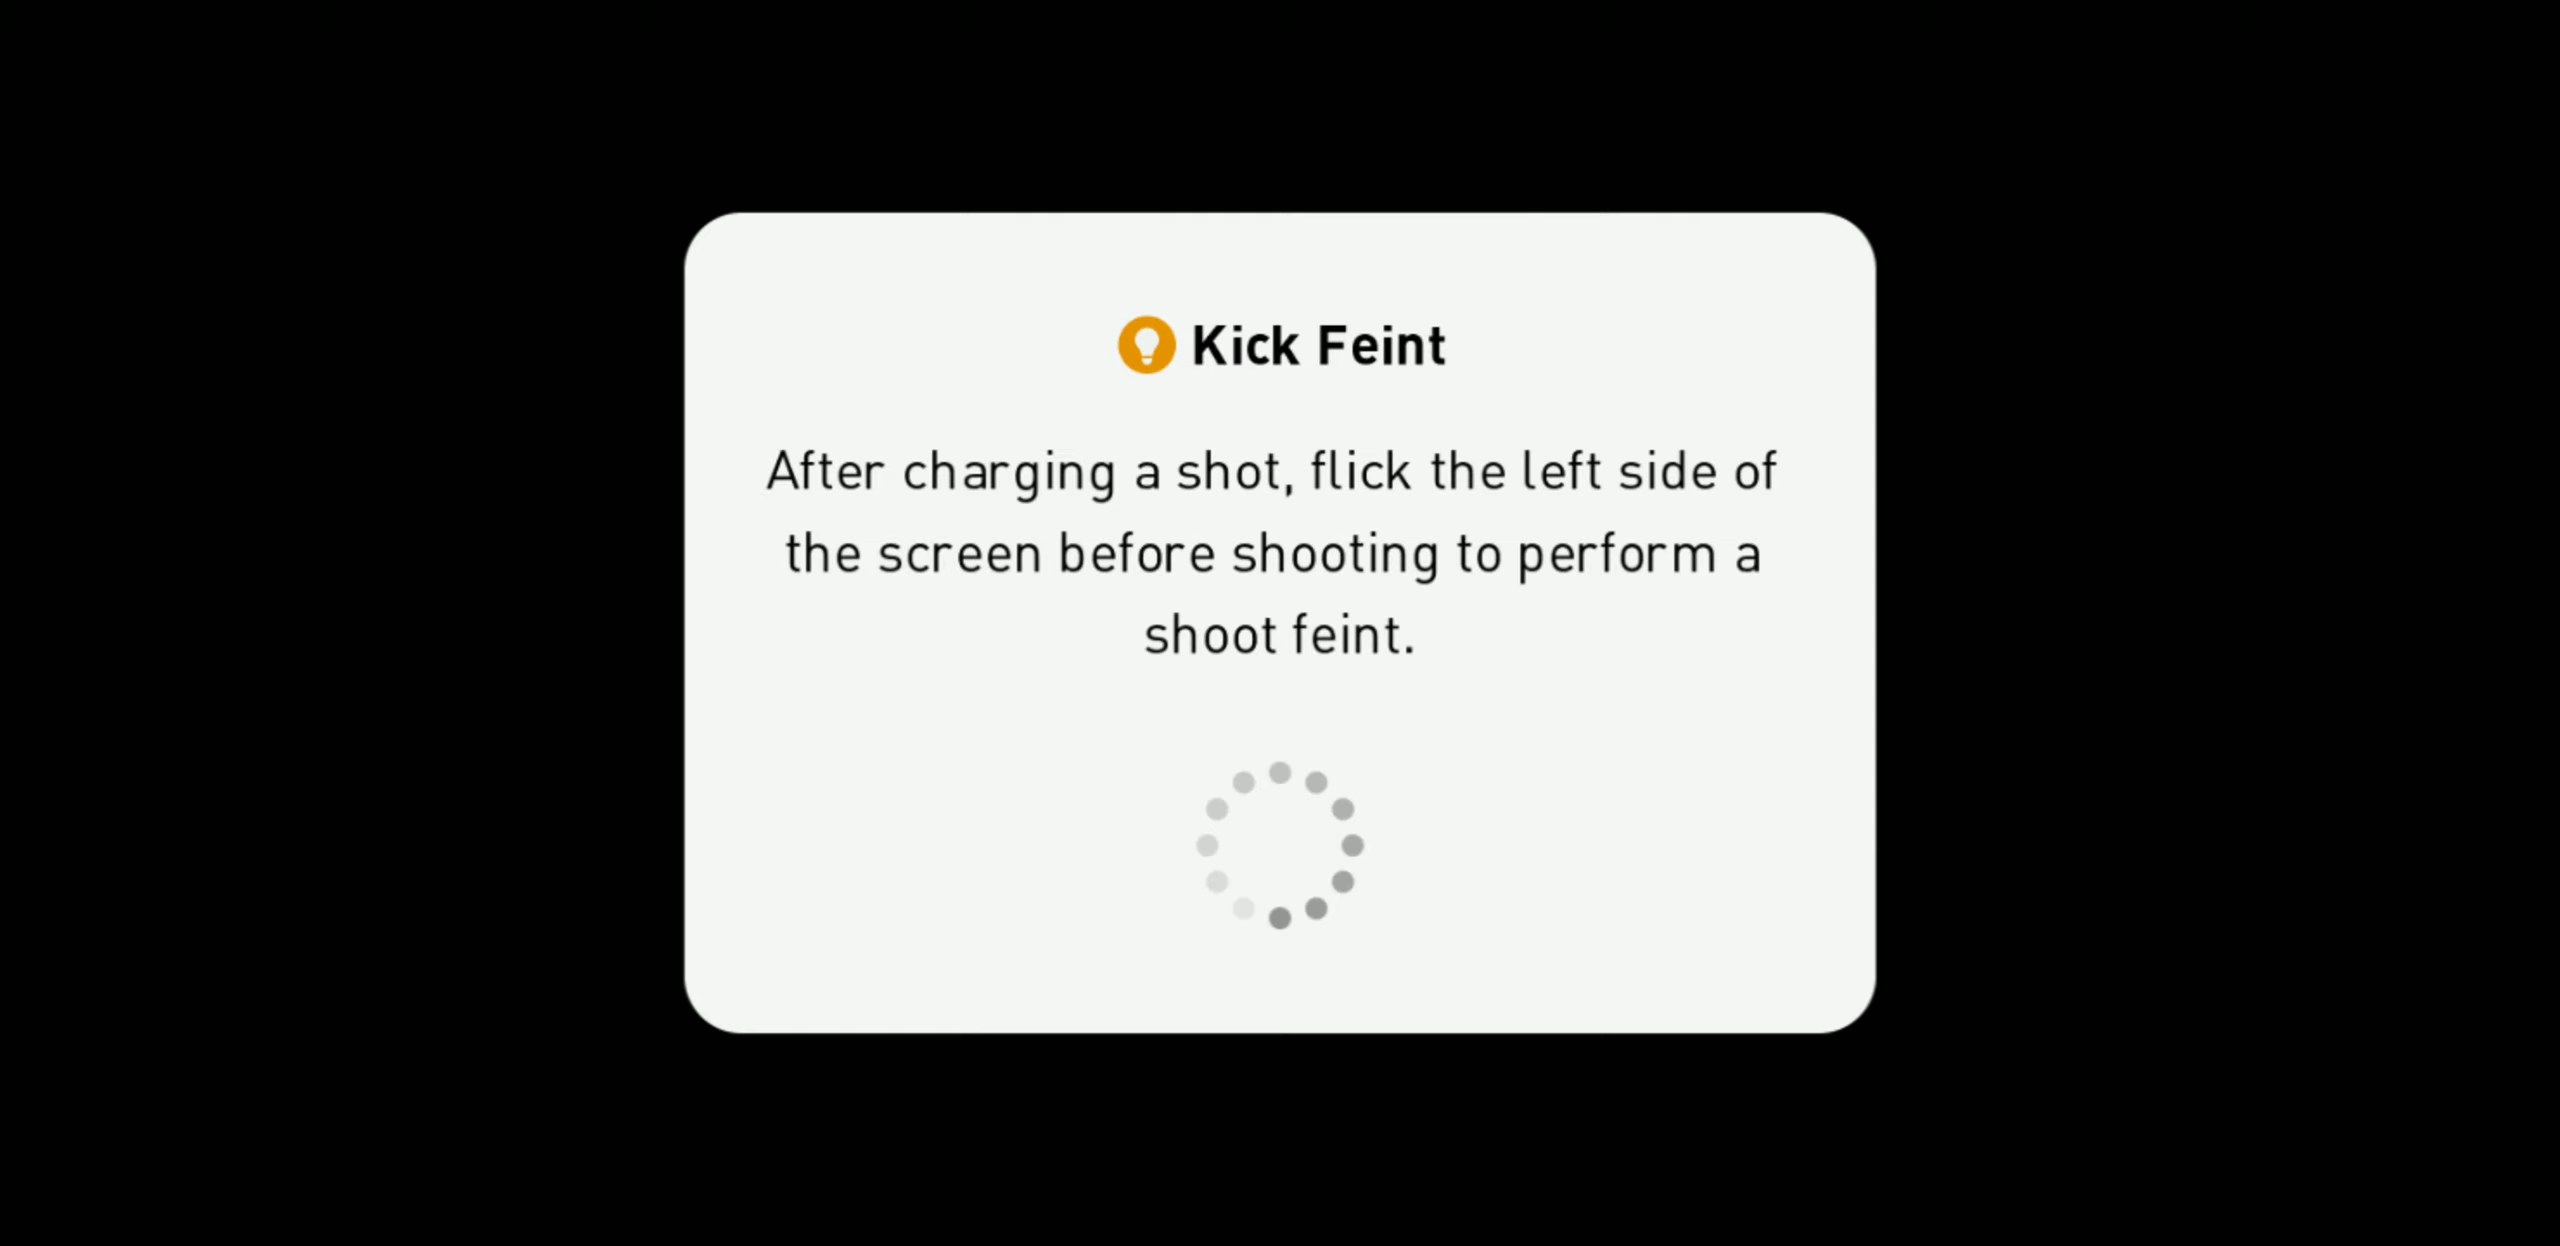 Kick Feint
After charging a shot, flick the left side of
the screen before shooting to perform a
shoot feint.